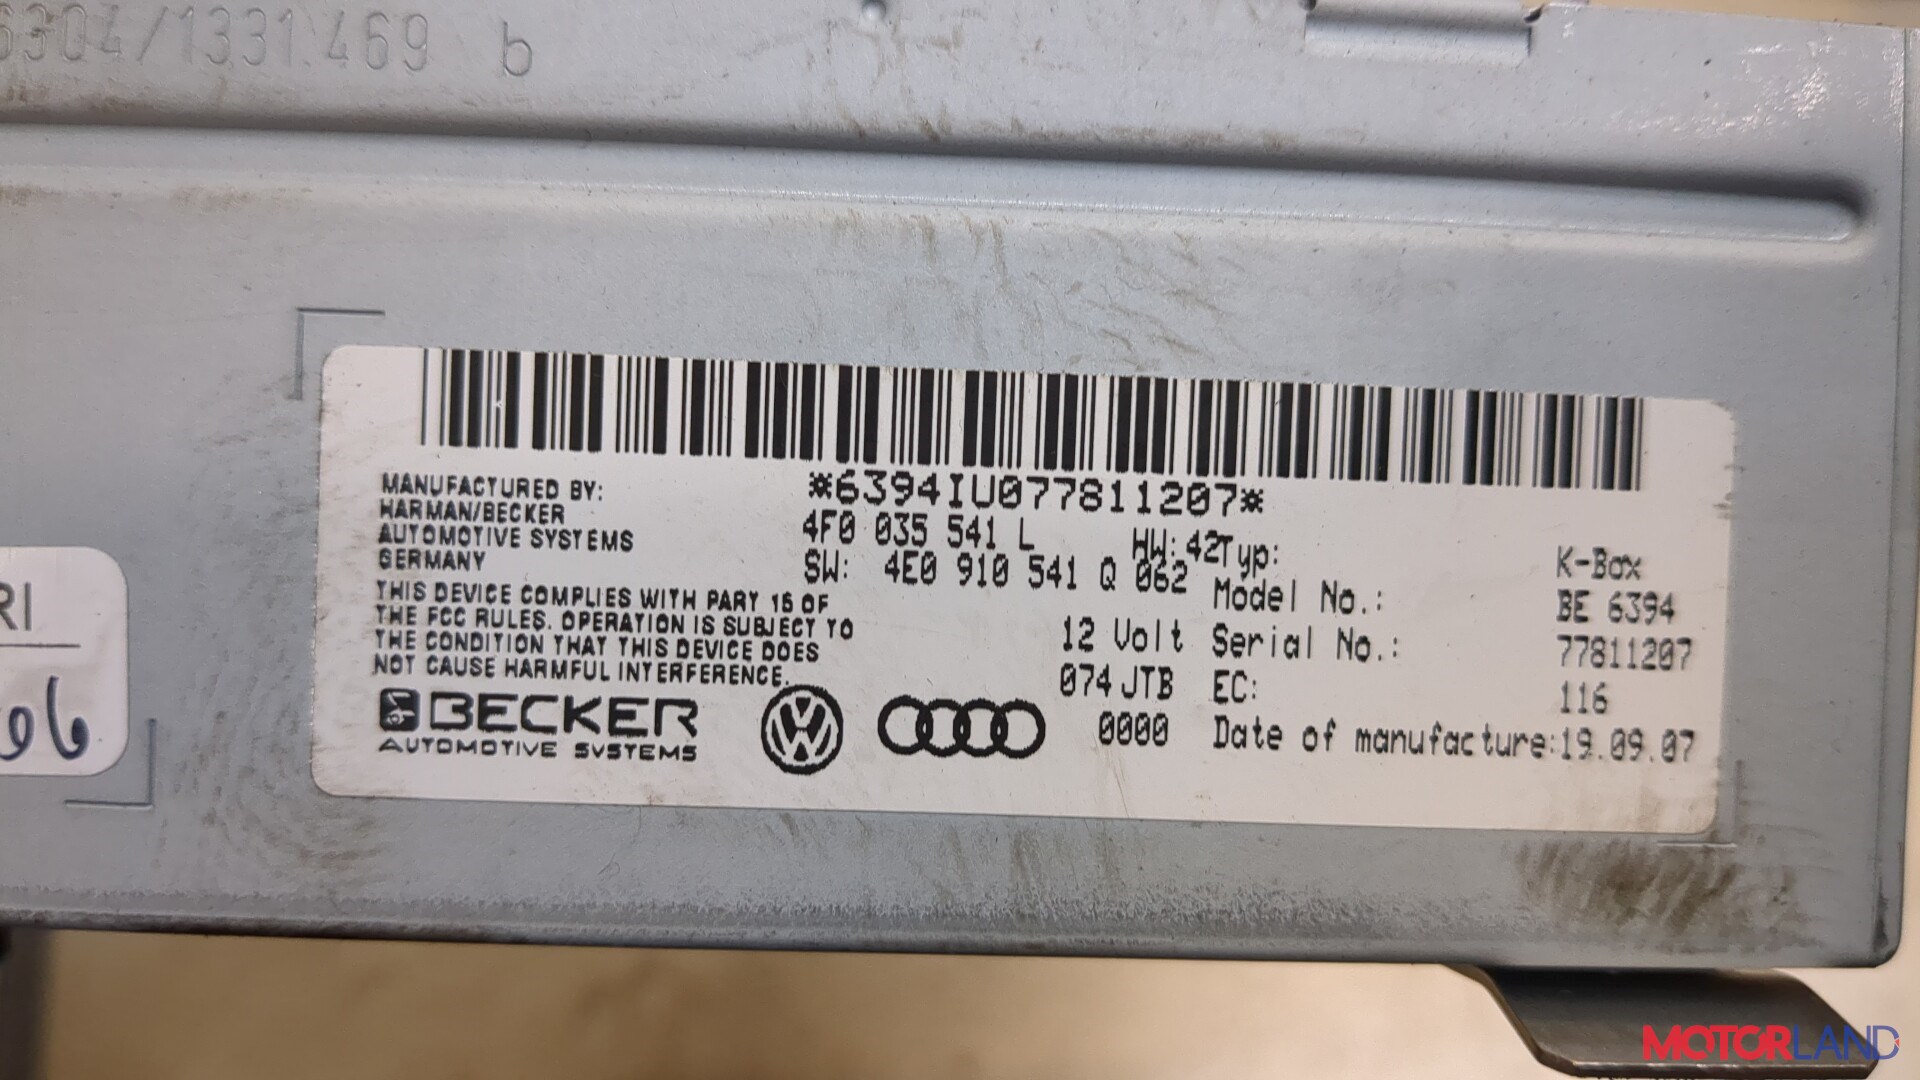 6304/1331.469 b
*6394IU077811207*
MANUFACTURED BY:
HARMAN/BECKER
AUTOMOTIVE SYSTEMS
GERMANY
4F0 035 541 L HW: 42
SW: 4E0 910 541 Q 062
THIS DEVICE COMPLIES WITH PART 15 OF
THE FCC RULES. OPERATION IS SUBJECT TO
THE CONDITION THAT THIS DEVICE DOES
NOT CAUSE HARMFUL INTERFERENCE.
12 Volt
074 JTB
0000
Typ: K-Box
Model No.: BE 6394
Serial No.: 77811207
EC: 116
Date of manufacture: 19.09.07
BECKER
AUTOMOTIVE SYSTEMS
RI
MOTORLAND